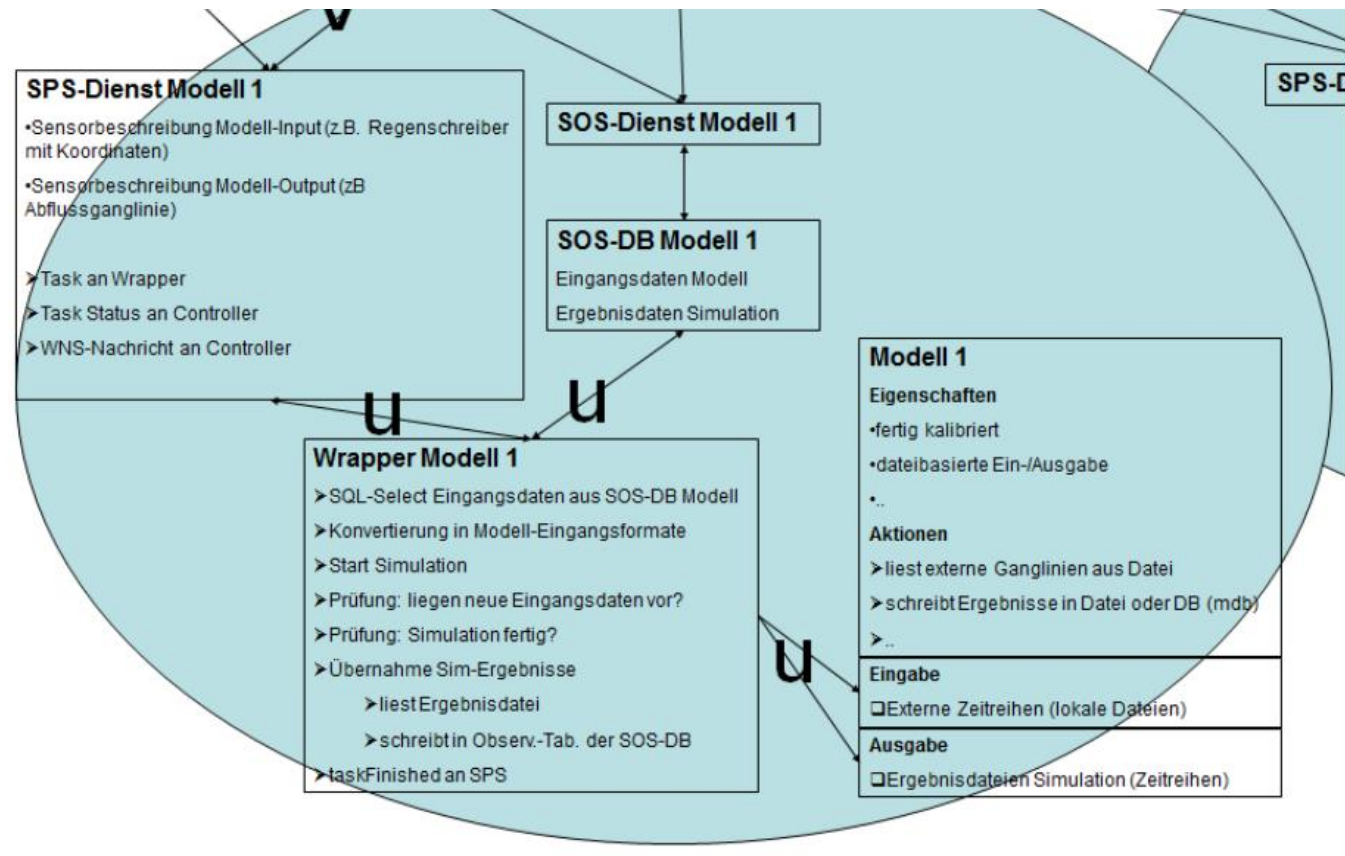 v
SPS-Dienst Modell 1
•Sensorbeschreibung Modell-Input (z.B. Regenschreiber
mit Koordinaten)
•Sensorbeschreibung Modell-Output (zB
Abflussganglinie)
➢Task an Wrapper
➢Task Status an Controller
➢WNS-Nachricht an Controller
SOS-Dienst Modell 1
SOS-DB Modell 1
Eingangsdaten Modell
Ergebnisdaten Simulation
SPS-D
u
u
Wrapper Modell 1
➢SQL-Select Eingangsdaten aus SOS-DB Modell
➢Konvertierung in Modell-Eingangsformate
➢Start Simulation
➢Prüfung: liegen neue Eingangsdaten vor?
➢Prüfung: Simulation fertig?
➢Übernahme Sim-Ergebnisse
➢liest Ergebnisdatei
➢schreibt in Observ.-Tab. der SOS-DB
➢taskFinished an SPS
u
Modell 1
Eigenschaften
•fertig kalibriert
•dateibasierte Ein-/Ausgabe
•..
Aktionen
➢liest externe Ganglinien aus Datei
➢schreibt Ergebnisse in Datei oder DB (mdb)
➢..
Eingabe
❑Externe Zeitreihen (lokale Dateien)
Ausgabe
❑Ergebnisdateien Simulation (Zeitreihen)